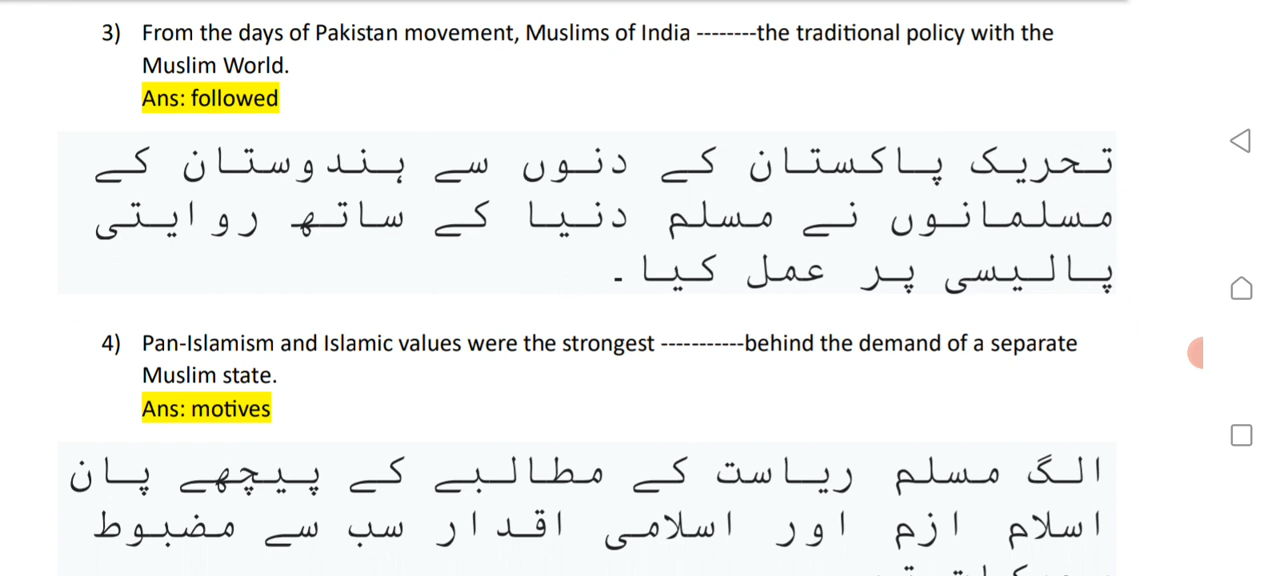 3) From the days of Pakistan movement, Muslims of India --------the traditional policy with the
Muslim World.
Ans: followed
تحریک پاکستان کے دنوں سے ہندوستان کے
مسلمانوں نے مسلم دنیا کے ساتھ روایتی
پالیسی پر عمل کیا۔
4) Pan-Islamism and Islamic values were the strongest -----------behind the demand of a separate
Muslim state.
Ans: motives
الگ مسلم ریاست کے مطالبے کے پیچھے پان
اسلام ازم اور اسلامی اقدار سب سے مضبوط